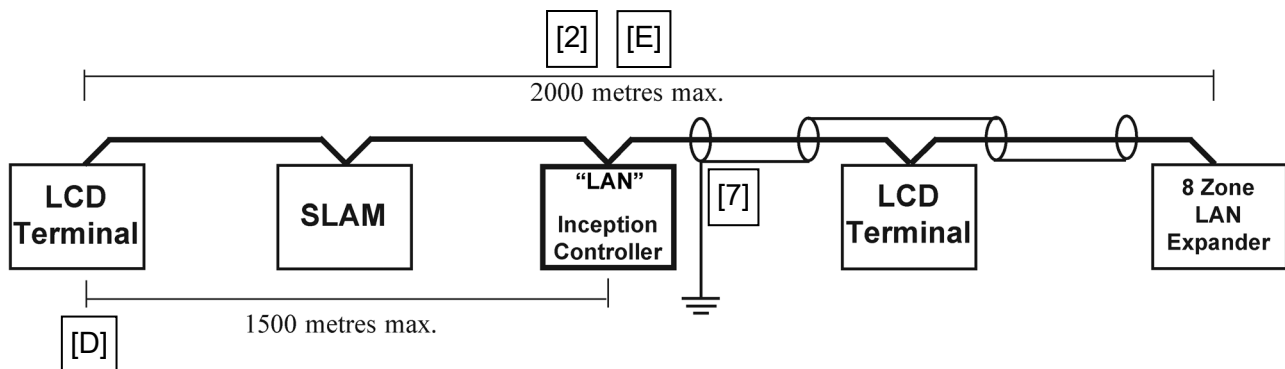 [2] [E]
2000 metres max.
LCD
Terminal
SLAM
“LAN”
Inception
Controller
[7]
LCD
Terminal
8 Zone
LAN
Expander
1500 metres max.
[D]